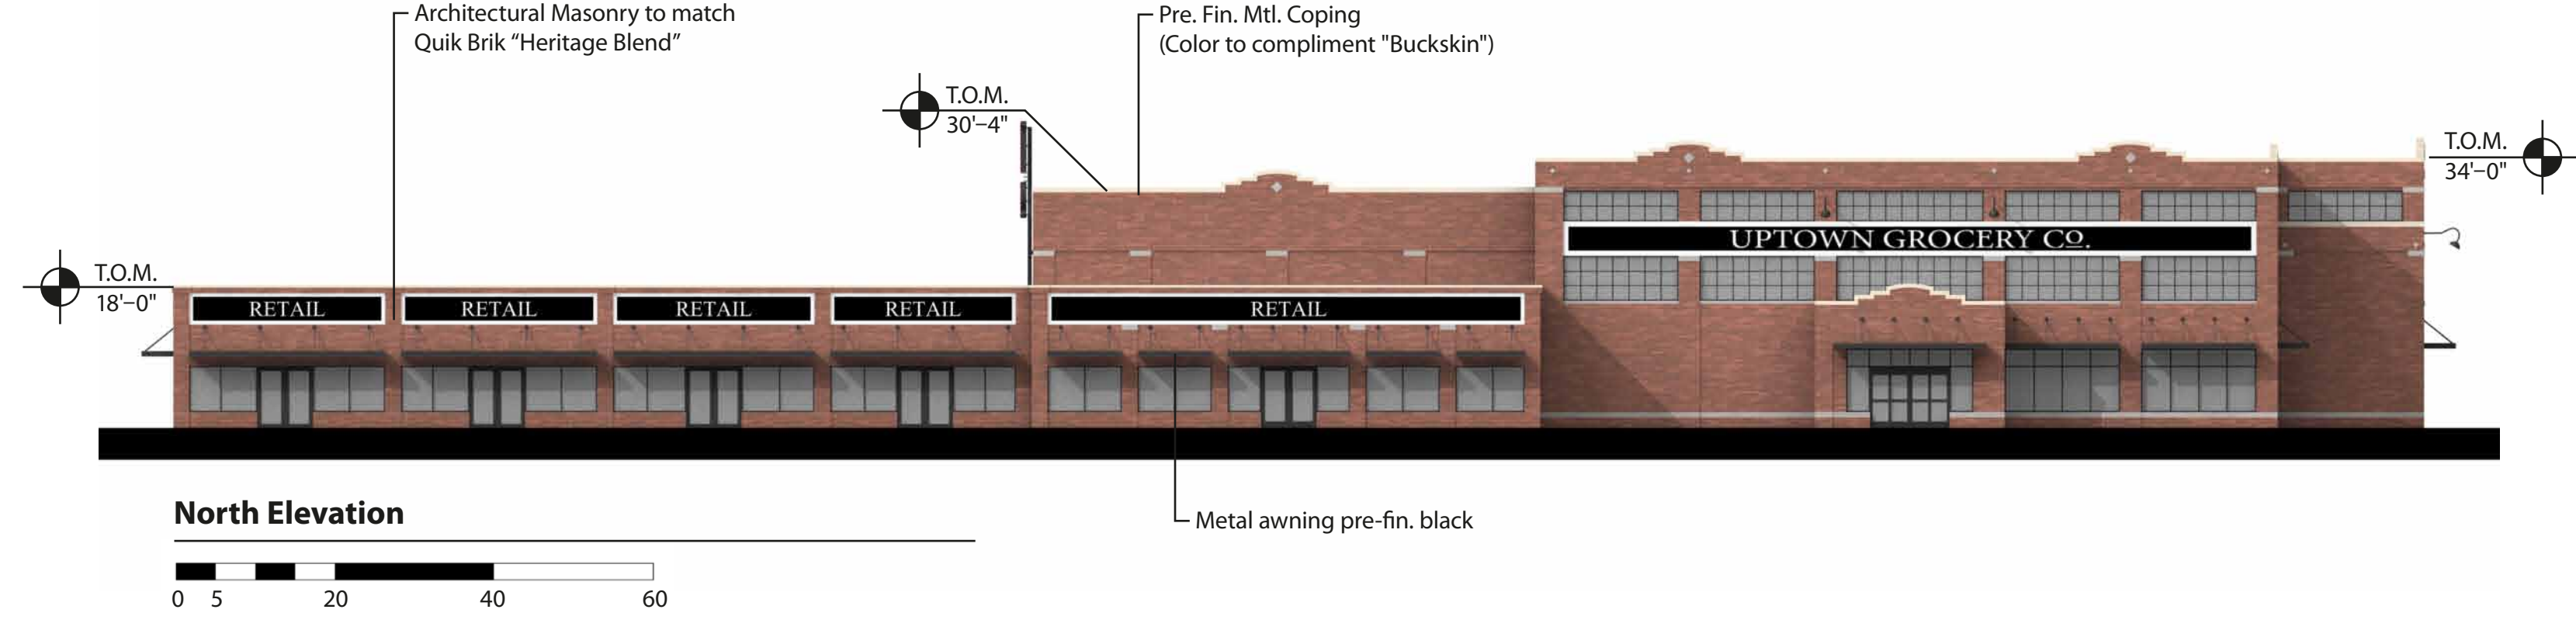 Architectural Masonry to match
Quik Brik “Heritage Blend”
Pre. Fin. Mtl. Coping
(Color to compliment "Buckskin")
T.O.M.
30'–4"
T.O.M.
34'–0"
T.O.M.
18'–0"
UPTOWN GROCERY CO.
RETAIL
RETAIL
RETAIL
RETAIL
RETAIL
North Elevation
Metal awning pre-fin. black
0 5 20 40 60